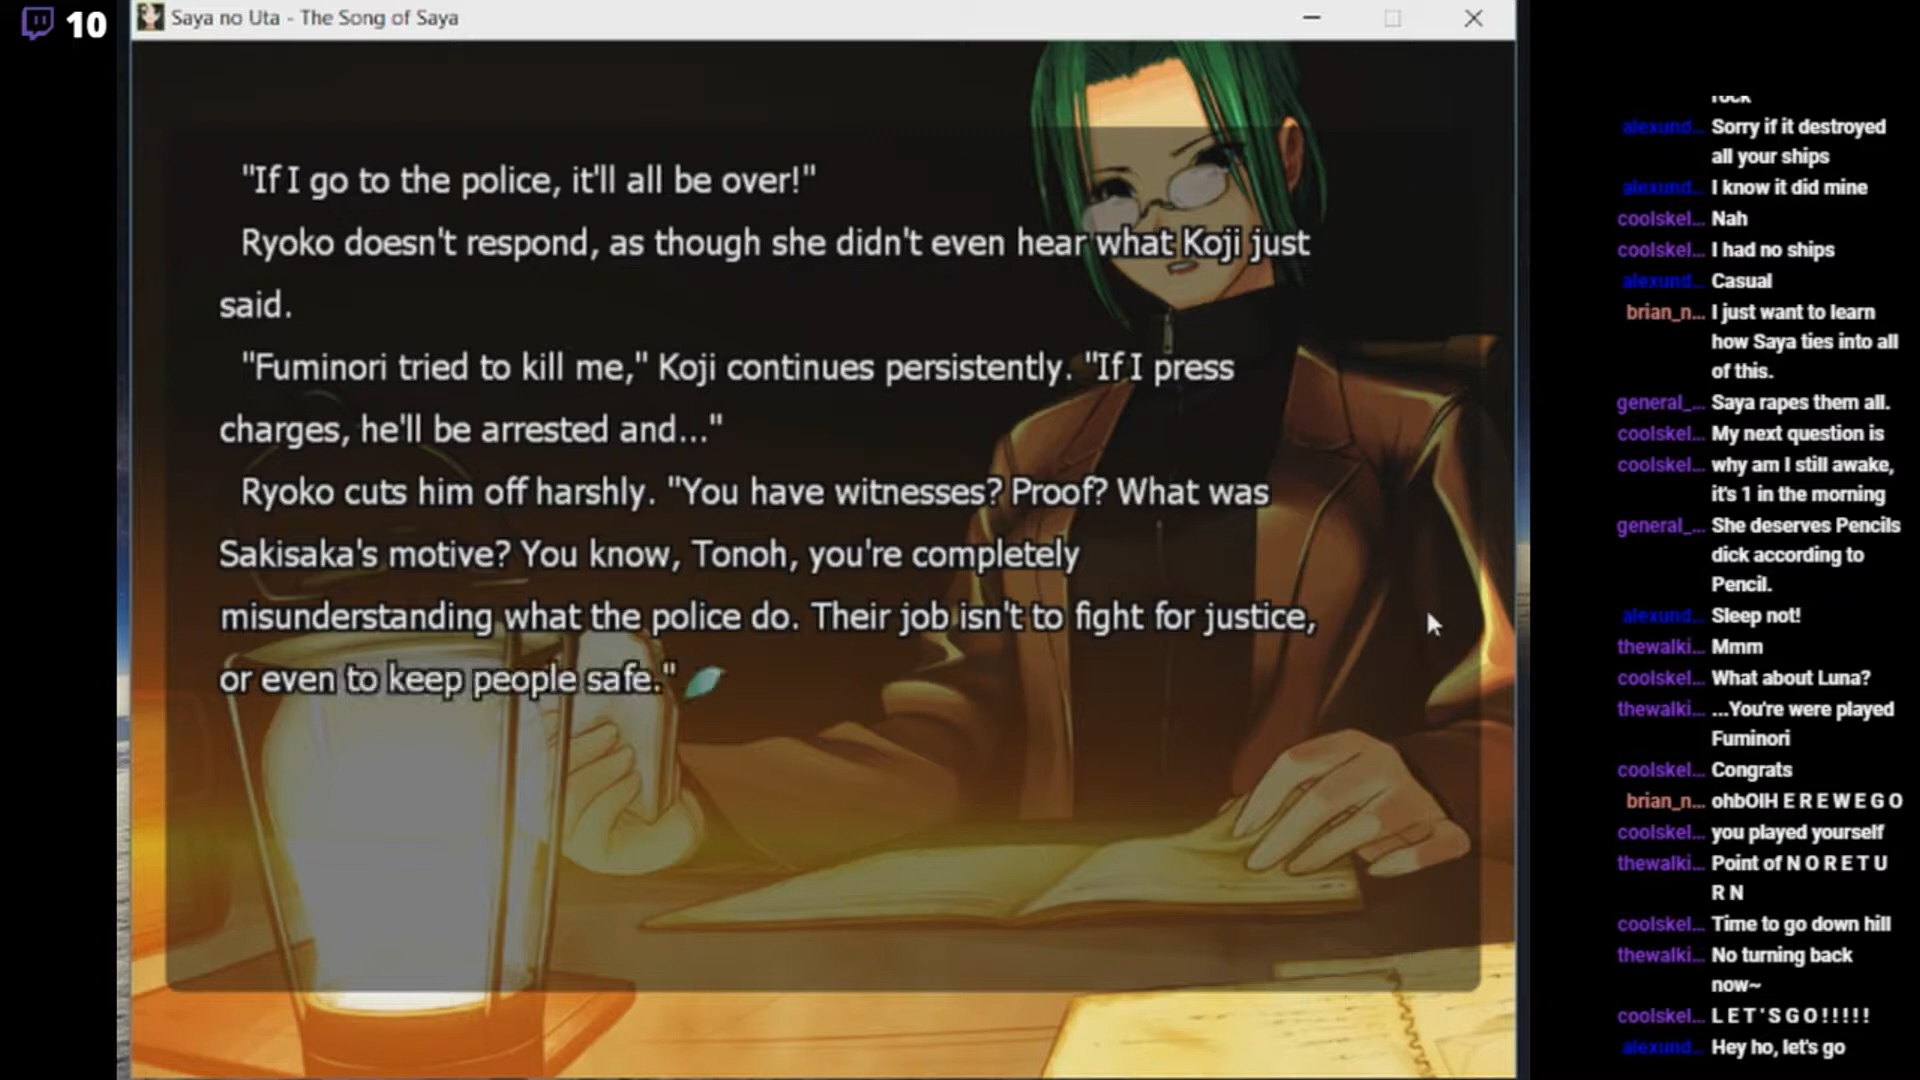 10
Saya no Uta - The Song of Saya
"If I go to the police, it'll all be over!"
Ryoko doesn't respond, as though she didn't even hear what Koji just
said.
"Fuminori tried to kill me," Koji continues persistently. "If I press
charges, he'll be arrested and..."
Ryoko cuts him off harshly. "You have witnesses? Proof? What was
Sakisaka's motive? You know, Tonoh, you're completely
misunderstanding what the police do. Their job isn't to fight for justice,
or even to keep people safe."
alexund... Sorry if it destroyed
all your ships
alexund... I know it did mine
coolskel... Nah
coolskel... I had no ships
alexund... Casual
brian_n... I just want to learn
how Saya ties into all
of this.
general_... Saya rapes them all.
coolskel... My next question is
coolskel... why am I still awake,
it's 1 in the morning
general_... She deserves Pencils
dick according to
Pencil.
alexund... Sleep not!
thewalki... Mmm
coolskel... What about Luna?
thewalki... ...You're were played
Fuminori
coolskel... Congrats
brian_n... ohbOIH E R E W E G O
coolskel... you played yourself
thewalki... Point of N O R E T U
R N
coolskel... Time to go down hill
thewalki... No turning back
now~
coolskel... L E T ' S G O ! ! ! ! !
alexund... Hey ho, let's go